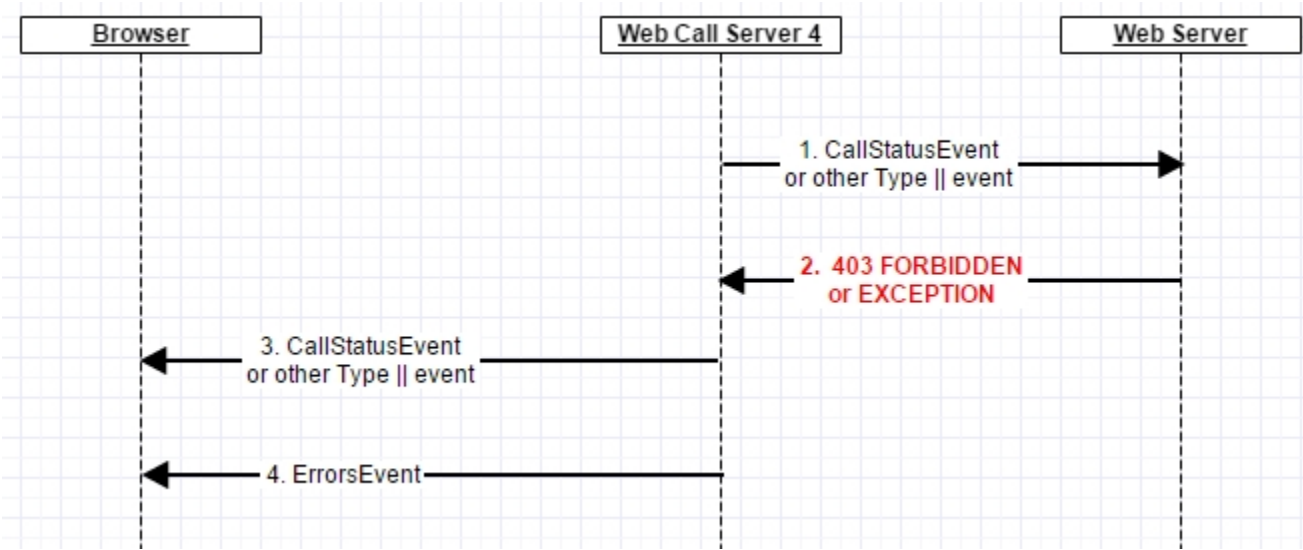 Browser
Web Call Server 4
Web Server
1. CallStatusEvent
or other Type || event
2. 403 FORBIDDEN
or EXCEPTION
3. CallStatusEvent
or other Type || event
4. ErrorsEvent